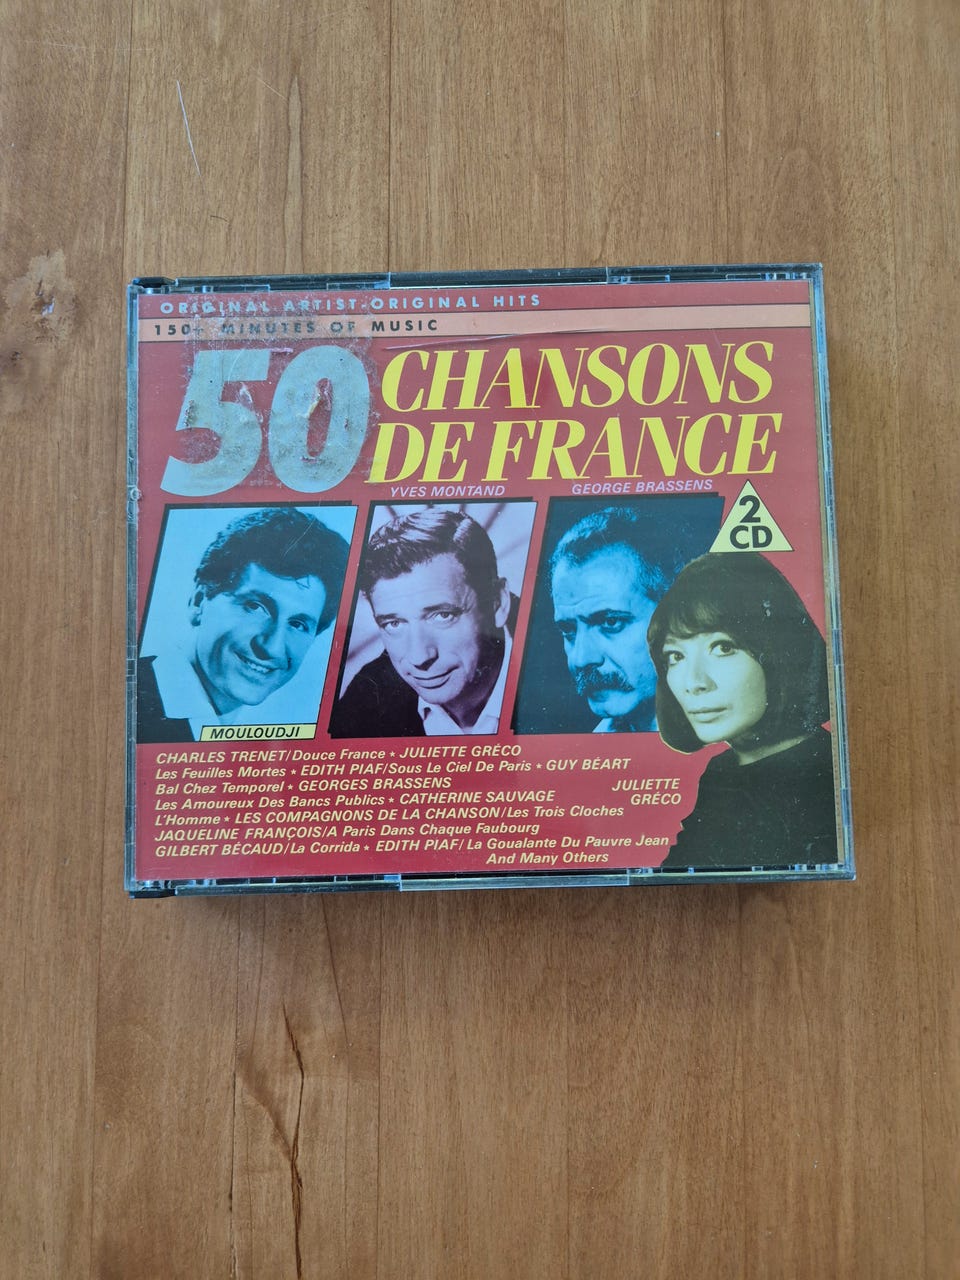 ORIGINAL ARTIST-ORIGINAL HITS
150+ MINUTES OF MUSIC
50 CHANSONS
DE FRANCE
YVES MONTAND
GEORGE BRASSENS
2
CD
MOULOUDJI
CHARLES TRENET/Douce France * JULIETTE GRÉCO
Les Feuilles Mortes * EDITH PIAF/Sous Le Ciel De Paris * GUY BÉART
Bal Chez Temporel * GEORGES BRASSENS
Les Amoureux Des Bancs Publics * CATHERINE SAUVAGE
L'Homme * LES COMPAGNONS DE LA CHANSON/Les Trois Cloches
JAQUELINE FRANÇOIS/A Paris Dans Chaque Faubourg
GILBERT BÉCAUD/La Corrida * EDITH PIAF/La Goualante Du Pauvre Jean
And Many Others
JULIETTE
GRÉCO